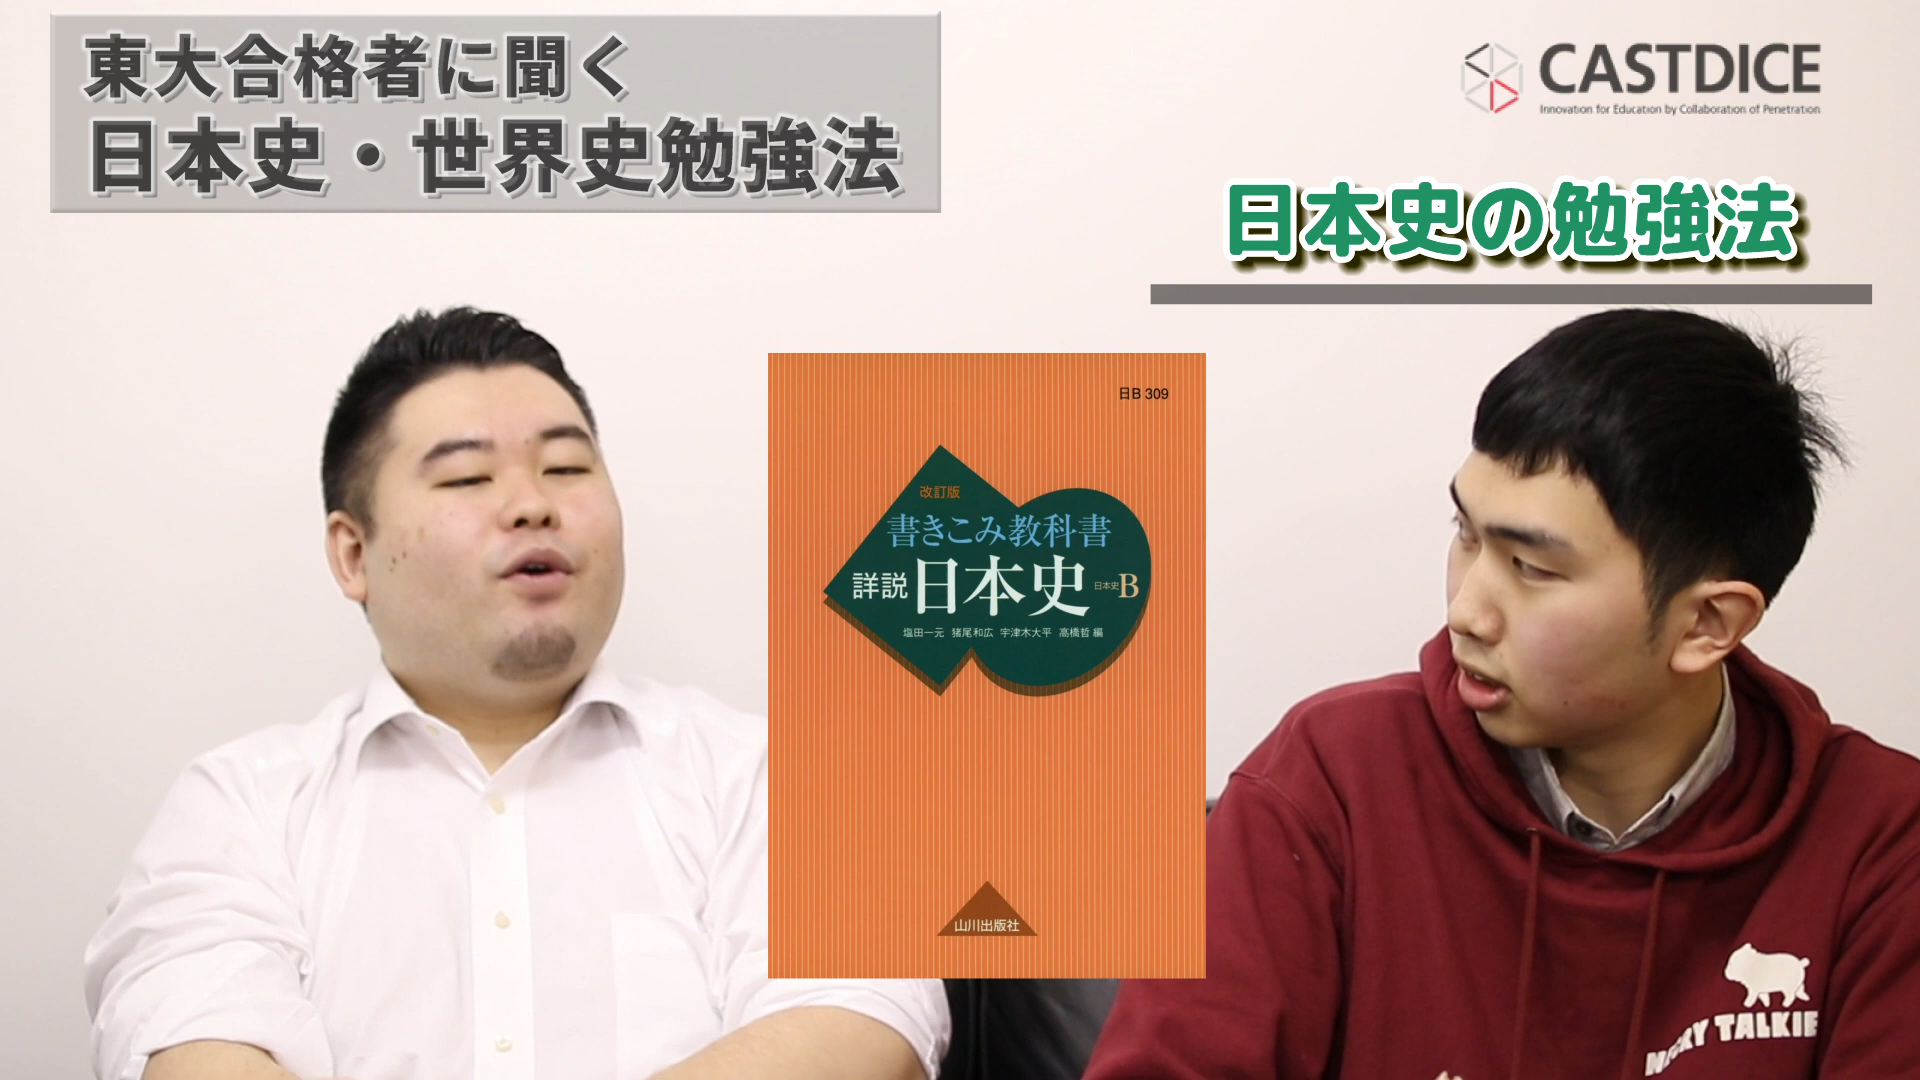 東大合格者に聞く
日本史・世界史勉強法
CASTDICE
Innovation for Education by Collaboration of Penetration
日本史の勉強法
日B 309
改訂版
書きこみ教科書
詳説 日本史 日本史B
塩田一元 猪尾和広 宇津木大平 高橋哲 編
山川出版社
TALKIE